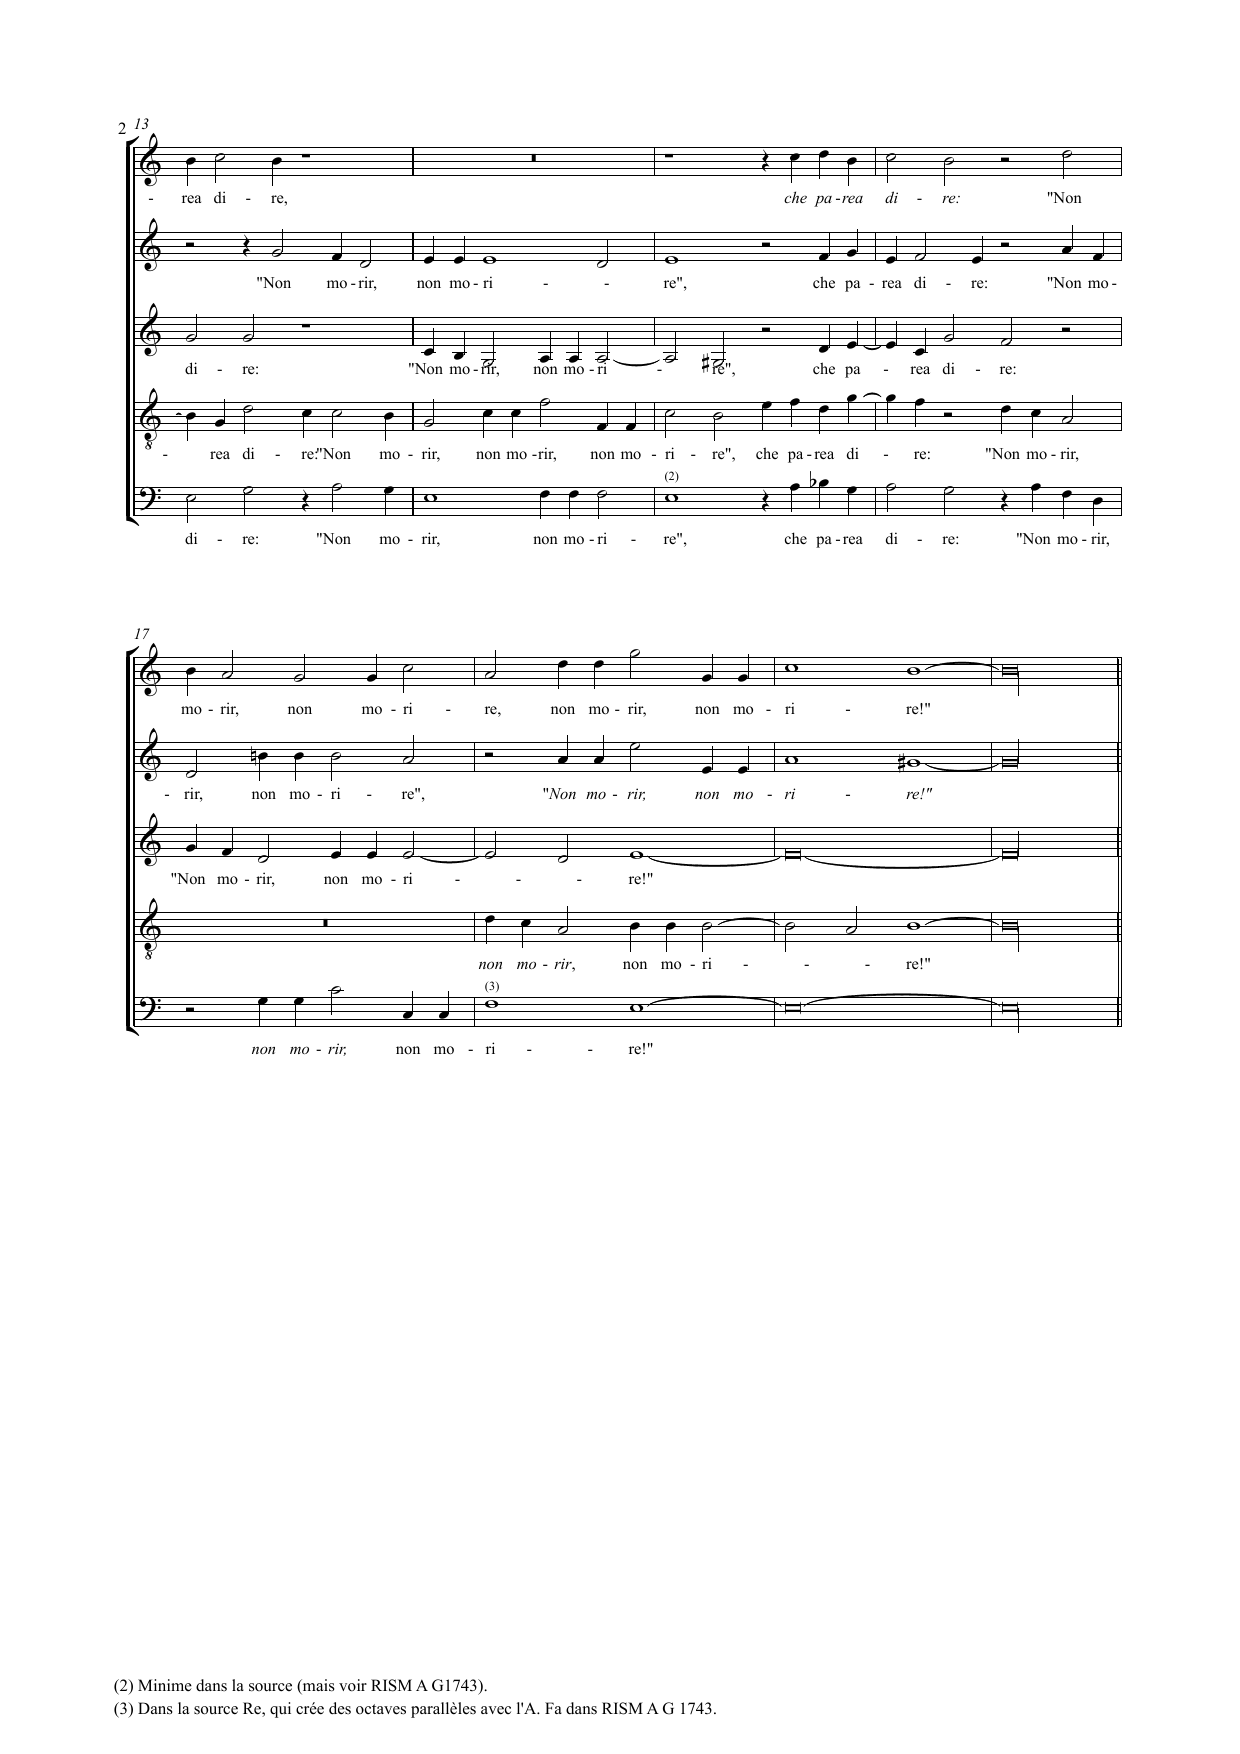 2 13
- rea di - re, che pa - rea di - re: "Non
"Non mo - rir, non mo - ri - - re", che pa - rea di - re: "Non mo -
di - re: "Non mo - rir, non mo - ri - re", che pa - rea di - re:
- rea di - re: "Non mo - rir, non mo - rir, non mo - ri - re", che pa - rea di - re: "Non mo - rir,
(2)
di - re: "Non mo - rir, non mo - ri - re", che pa - rea di - re: "Non mo - rir,
17
mo - rir, non mo - ri - re, non mo - rir, non mo - ri - re!"
- rir, non mo - ri - re", "Non mo - rir, non mo - ri - re!"
"Non mo - rir, non mo - ri - - - re!"
non mo - rir, non mo - ri - - - re!"
(3)
non mo - rir, non mo - ri - - re!"
(2) Minime dans la source (mais voir RISM A G1743).
(3) Dans la source Re, qui crée des octaves parallèles avec l'A. Fa dans RISM A G 1743.